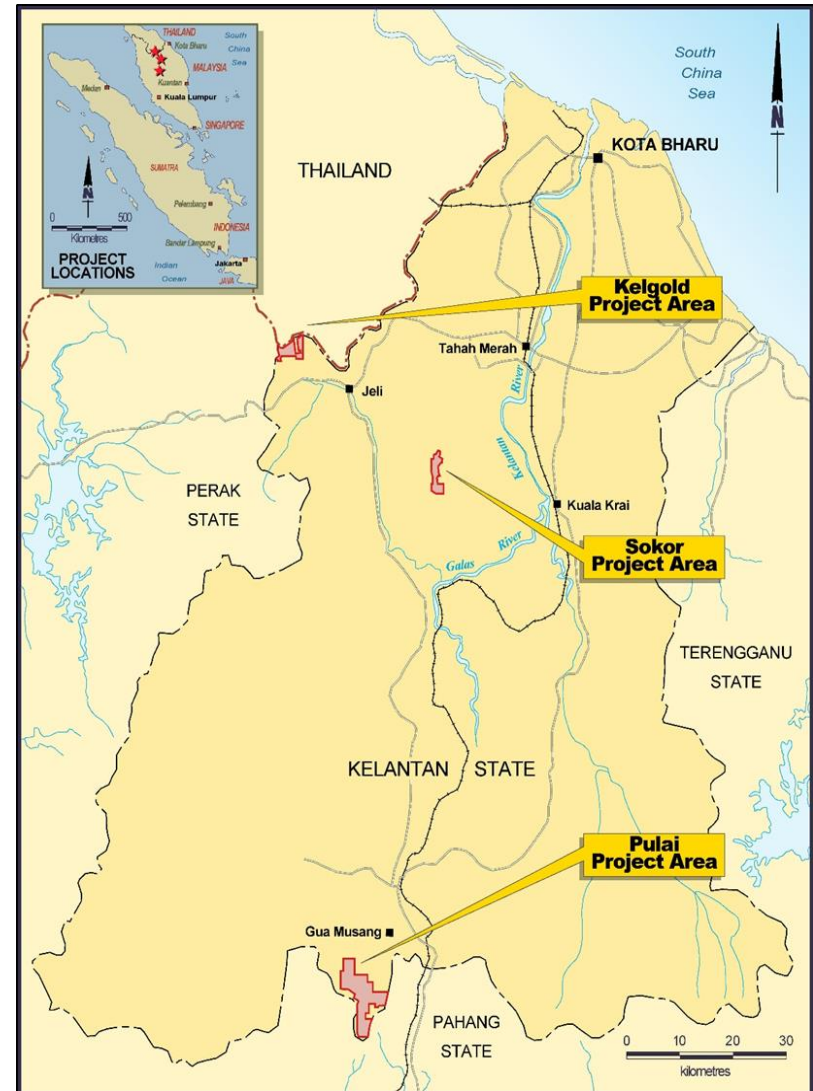 THAILAND
Kota Bharu
South
China
Sea
MALAYSIA
Kuantan
Medan
Kuala Lumpur
SINGAPORE
SUMATRA
N
Palembang
0 500
Kilometres
INDONESIA
Bandar Lampung
PROJECT
LOCATIONS
Indian
Ocean
Jakarta
JAVA
South
China
Sea
N
KOTA BHARU
THAILAND
Kelgold
Project Area
Tahah Merah
Jeli
Kelantan River
PERAK
STATE
Kuala Krai
Sokor
Project Area
Galas River
TERENGGANU
STATE
KELANTAN STATE
Pulai
Project Area
Gua Musang
PAHANG
STATE
0 10 20 30
kilometres